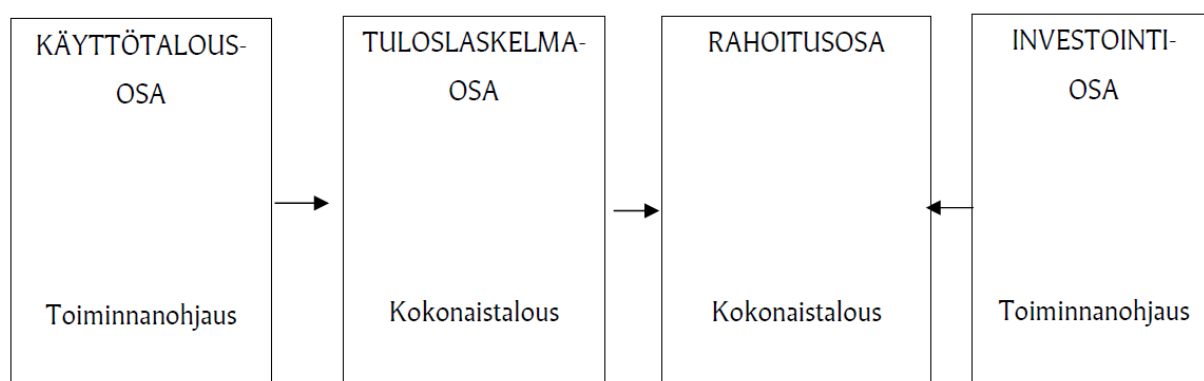 KÄYTTÖTALOUS-
OSA
Toiminnanohjaus
TULOSLASKELMA-
OSA
Kokonaistalous
RAHOITUSOSA
Kokonaistalous
INVESTOINTI-
OSA
Toiminnanohjaus